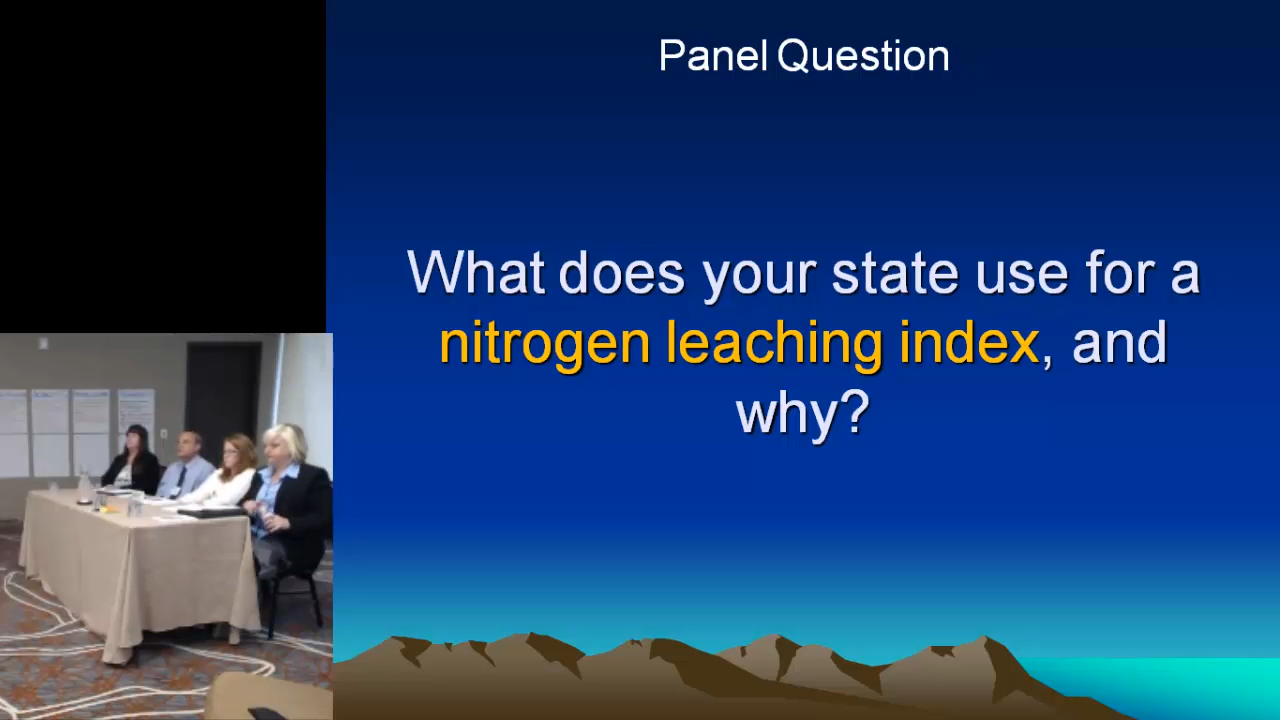 Panel Question
What does your state use for a
nitrogen leaching index, and
why?